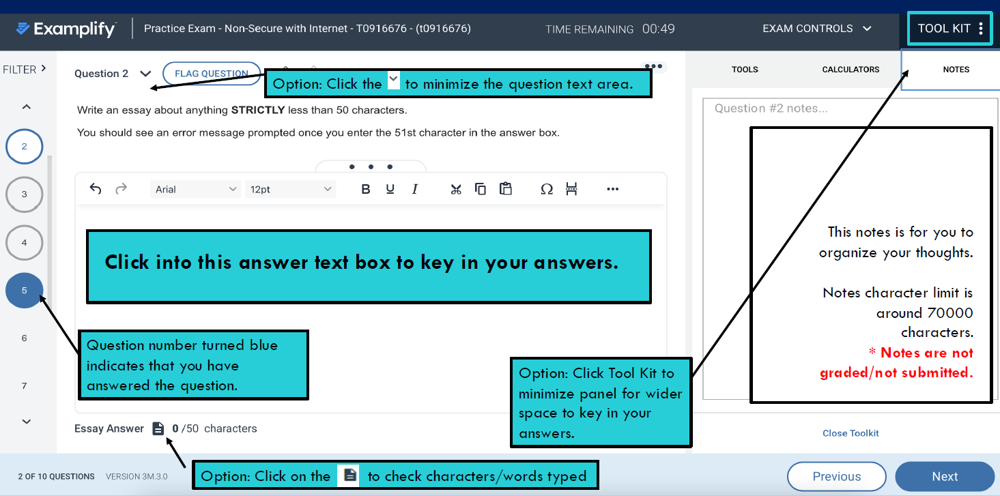 Examplify
Practice Exam - Non-Secure with Internet - T0916676 - (t0916676)
TIME REMAINING 00:49
EXAM CONTROLS
TOOL KIT
FILTER
Question 2
FLAG QUESTION
Option: Click the to minimize the question text area.
TOOLS
CALCULATORS
NOTES
Write an essay about anything STRICTLY less than 50 characters.
You should see an error message prompted once you enter the 51st character in the answer box.
Question #2 notes...
2
3
4
5
6
7
Arial
12pt
B U I
Ω
Click into this answer text box to key in your answers.
This notes is for you to
organize your thoughts.
Notes character limit is
around 70000
characters.
* Notes are not
graded/not submitted.
Question number turned blue
indicates that you have
answered the question.
Option: Click Tool Kit to
minimize panel for wider
space to key in your
answers.
Essay Answer 0 /50 characters
Close Toolkit
Option: Click on the to check characters/words typed
2 OF 10 QUESTIONS
VERSION 3M.3.0
Previous
Next